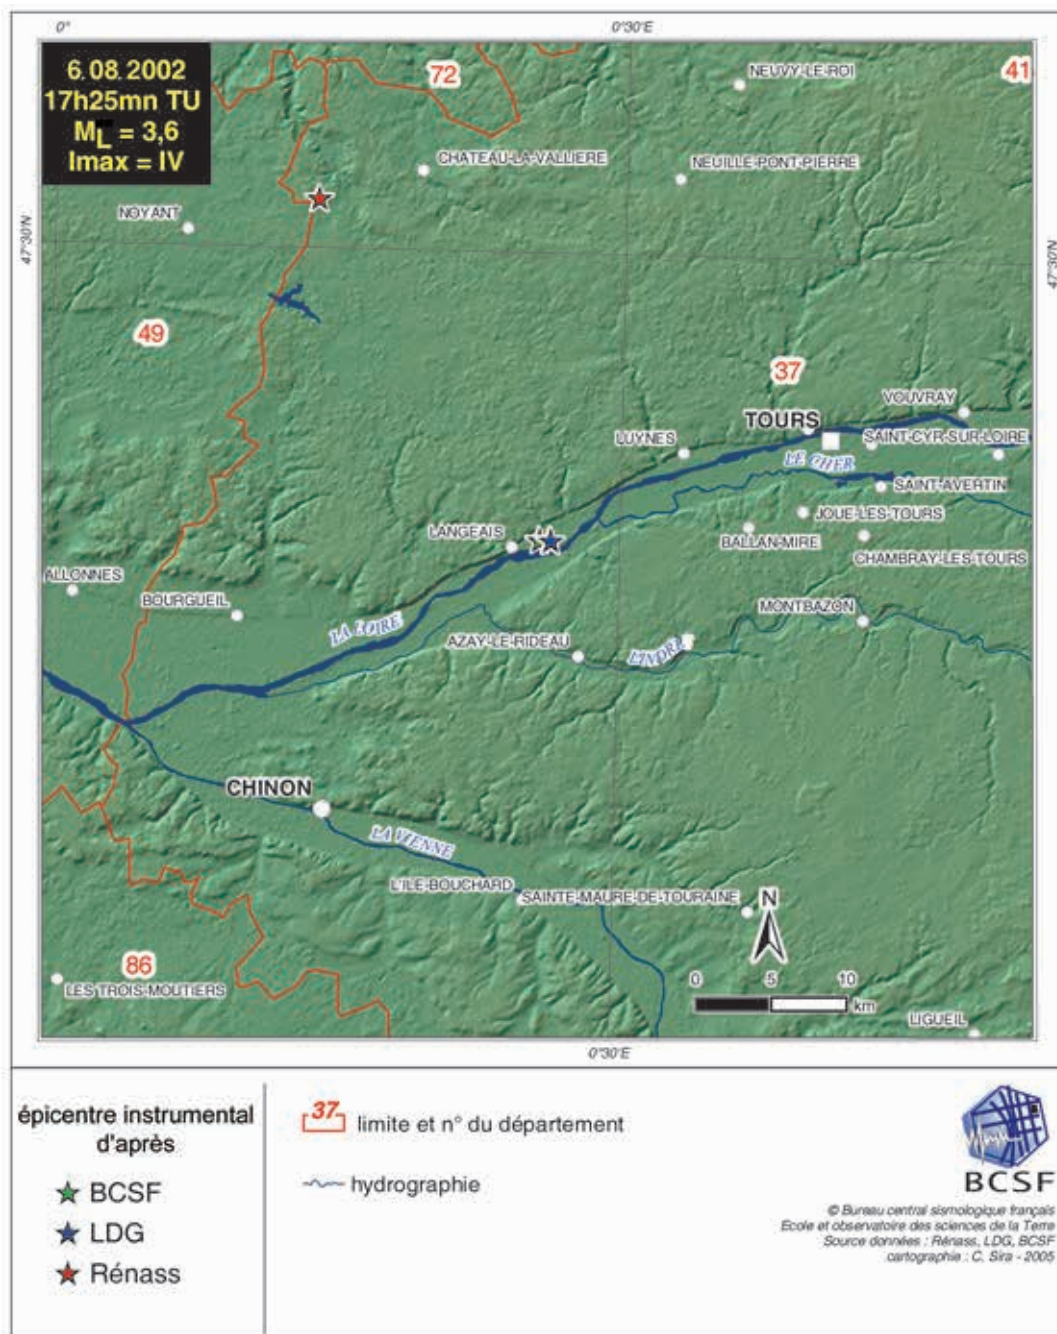 0°
0°30'E
6.08.2002
17h25mn TU
ML = 3,6
Imax = IV
72
41
NEUVY-LE-ROI
CHATEAU-LA-VALLIERE
NEUILLE-PONT-PIERRE
NOYANT
47°30'N
47°30'N
49
37
VOUVRAY
TOURS
LUYNES
SAINT-CYR-SUR-LOIRE
LE CHER
SAINT-AVERTIN
JOUE-LES-TOURS
LANGEAIS
BALLAN-MIRE
CHAMBRAY-LES-TOURS
ALLONNES
BOURGUEIL
MONTBAZON
LA LOIRE
AZAY-LE-RIDEAU
L'INDRE
CHINON
LA VIENNE
L'ILE-BOUCHARD
SAINTE-MAURE-DE-TOURAINE
N
86
LES TROIS-MOUTIERS
0 5 10
km
LIGUEIL
0°30'E
épicentre instrumental
d'après
BCSF
LDG
Rénass
37
limite et n° du département
hydrographie
BCSF
© Bureau central sismologique français
Ecole et observatoire des sciences de la Terre
Source données : Rénass, LDG, BCSF
cartographie : C. Sira - 2005